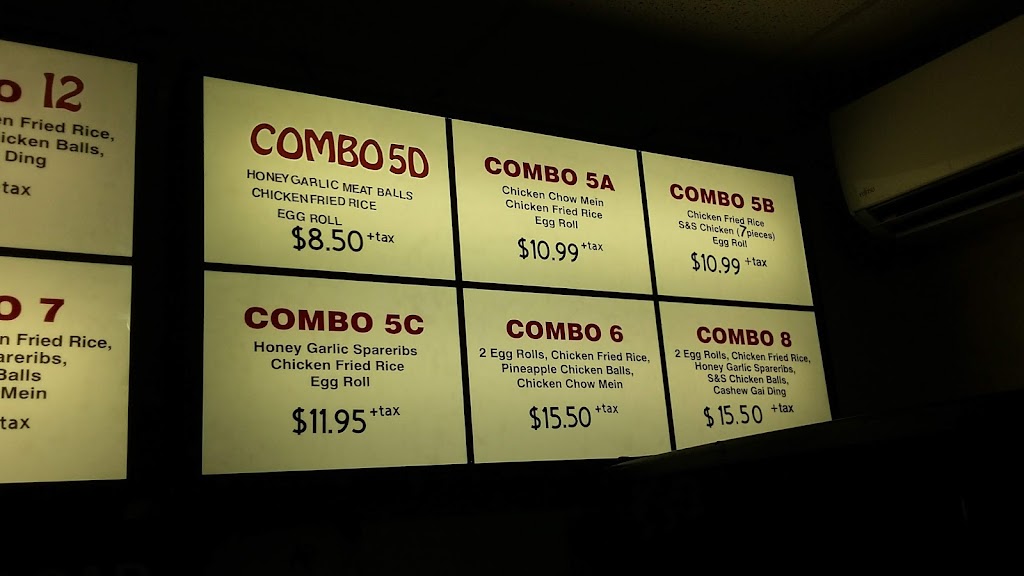 12
Fried Rice,
Balls,
Ding
tax
7
Fried Rice,
Balls
Mein
tax
COMBO 5D
HONEY GARLIC MEAT BALLS
CHICKEN FRIED RICE
EGG ROLL
$8.50 +tax
COMBO 5A
Chicken Chow Mein
Chicken Fried Rice
Egg Roll
$10.99 +tax
COMBO 5B
Chicken Fried Rice
S&S Chicken (7 pieces)
Egg Roll
$10.99 +tax
COMBO 5C
Honey Garlic Spareribs
Chicken Fried Rice
Egg Roll
$11.95 +tax
COMBO 6
2 Egg Rolls, Chicken Fried Rice,
Pineapple Chicken Balls,
Chicken Chow Mein
$15.50 +tax
COMBO 8
2 Egg Rolls, Chicken Fried Rice,
Honey Garlic Spareribs,
S&S Chicken Balls,
Cashew Gai Ding
$15.50 +tax